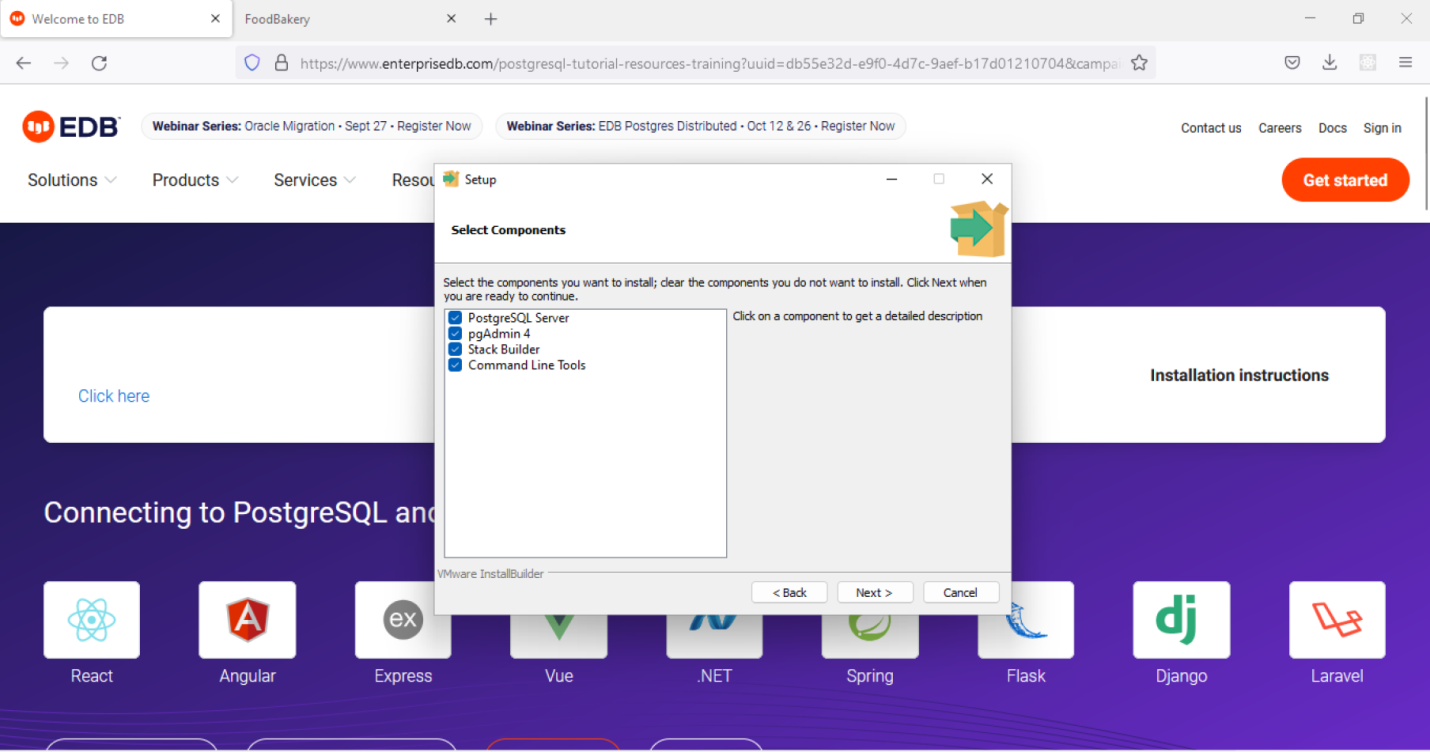 Welcome to EDB
FoodBakery
https://www.enterprisedb.com/postgresql-tutorial-resources-training?uuid=db55e32d-e9f0-4d7c-9aef-b17d01210704&campai
EDB
Webinar Series: Oracle Migration • Sept 27 • Register Now
Webinar Series: EDB Postgres Distributed • Oct 12 & 26 • Register Now
Contact us
Careers
Docs
Sign in
Solutions
Products
Services
Resou
Get started
Setup
Select Components
Select the components you want to install; clear the components you do not want to install. Click Next when
you are ready to continue.
PostgreSQL Server
pgAdmin 4
Stack Builder
Command Line Tools
Click on a component to get a detailed description
Click here
Installation instructions
Connecting to PostgreSQL and
VMware InstallBuilder
< Back
Next >
Cancel
ex
dj
React
Angular
Express
Vue
.NET
Spring
Flask
Django
Laravel